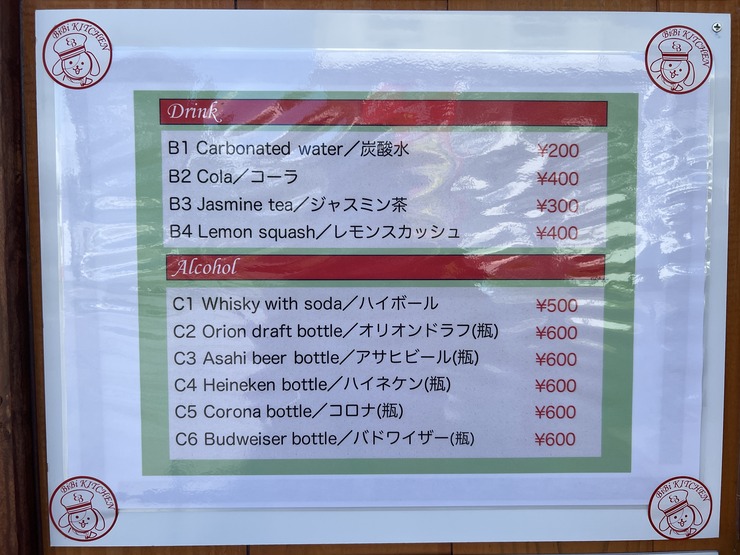 BiBi KITCHEN
BiBi KITCHEN
Drink
B1 Carbonated water／炭酸水 ¥200
B2 Cola／コーラ ¥400
B3 Jasmine tea／ジャスミン茶 ¥300
B4 Lemon squash／レモンスカッシュ ¥400
Alcohol
C1 Whisky with soda／ハイボール ¥500
C2 Orion draft bottle／オリオンドラフ(瓶) ¥600
C3 Asahi beer bottle／アサヒビール(瓶) ¥600
C4 Heineken bottle／ハイネケン(瓶) ¥600
C5 Corona bottle／コロナ(瓶) ¥600
C6 Budweiser bottle／バドワイザー(瓶) ¥600
BiBi KITCHEN
BiBi KITCHEN